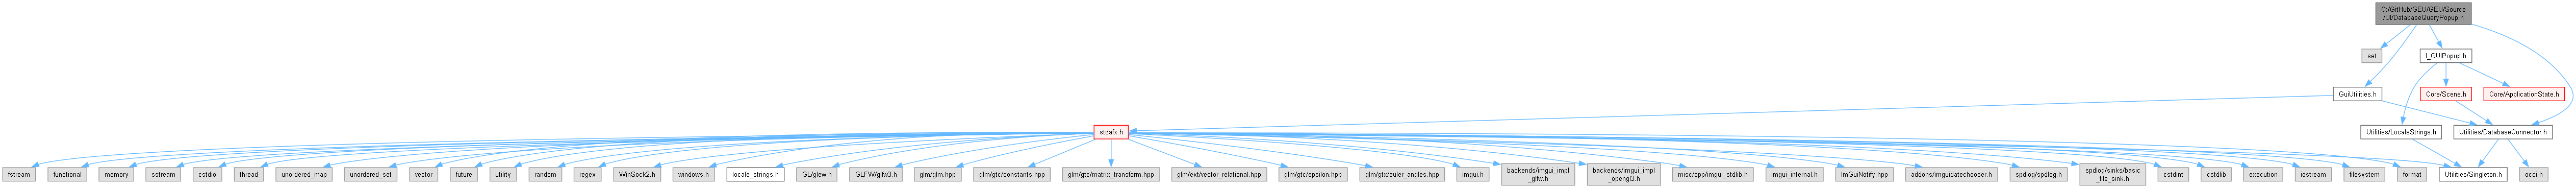 C:/GitHub/GEU/GEU/Source
/UI/DatabaseQueryPopup.h
set
I_GUIPopup.h
GuiUtilities.h
Core/Scene.h
Core/ApplicationState.h
stdafx.h
Utilities/LocaleStrings.h
Utilities/DatabaseConnector.h
fstream
functional
memory
sstream
cstdio
thread
unordered_map
unordered_set
vector
future
utility
random
regex
WinSock2.h
windows.h
locale_strings.h
GL/glew.h
GLFW/glfw3.h
glm/glm.hpp
glm/gtc/constants.hpp
glm/gtc/matrix_transform.hpp
glm/ext/vector_relational.hpp
glm/gtc/epsilon.hpp
glm/gtx/euler_angles.hpp
imgui.h
backends/imgui_impl
_glfw.h
backends/imgui_impl
_opengl3.h
misc/cpp/imgui_stdlib.h
imgui_internal.h
ImGuiNotify.hpp
addons/imguidatechooser.h
spdlog/spdlog.h
spdlog/sinks/basic
_file_sink.h
cstdint
cstdlib
execution
iostream
filesystem
format
Utilities/Singleton.h
occi.h